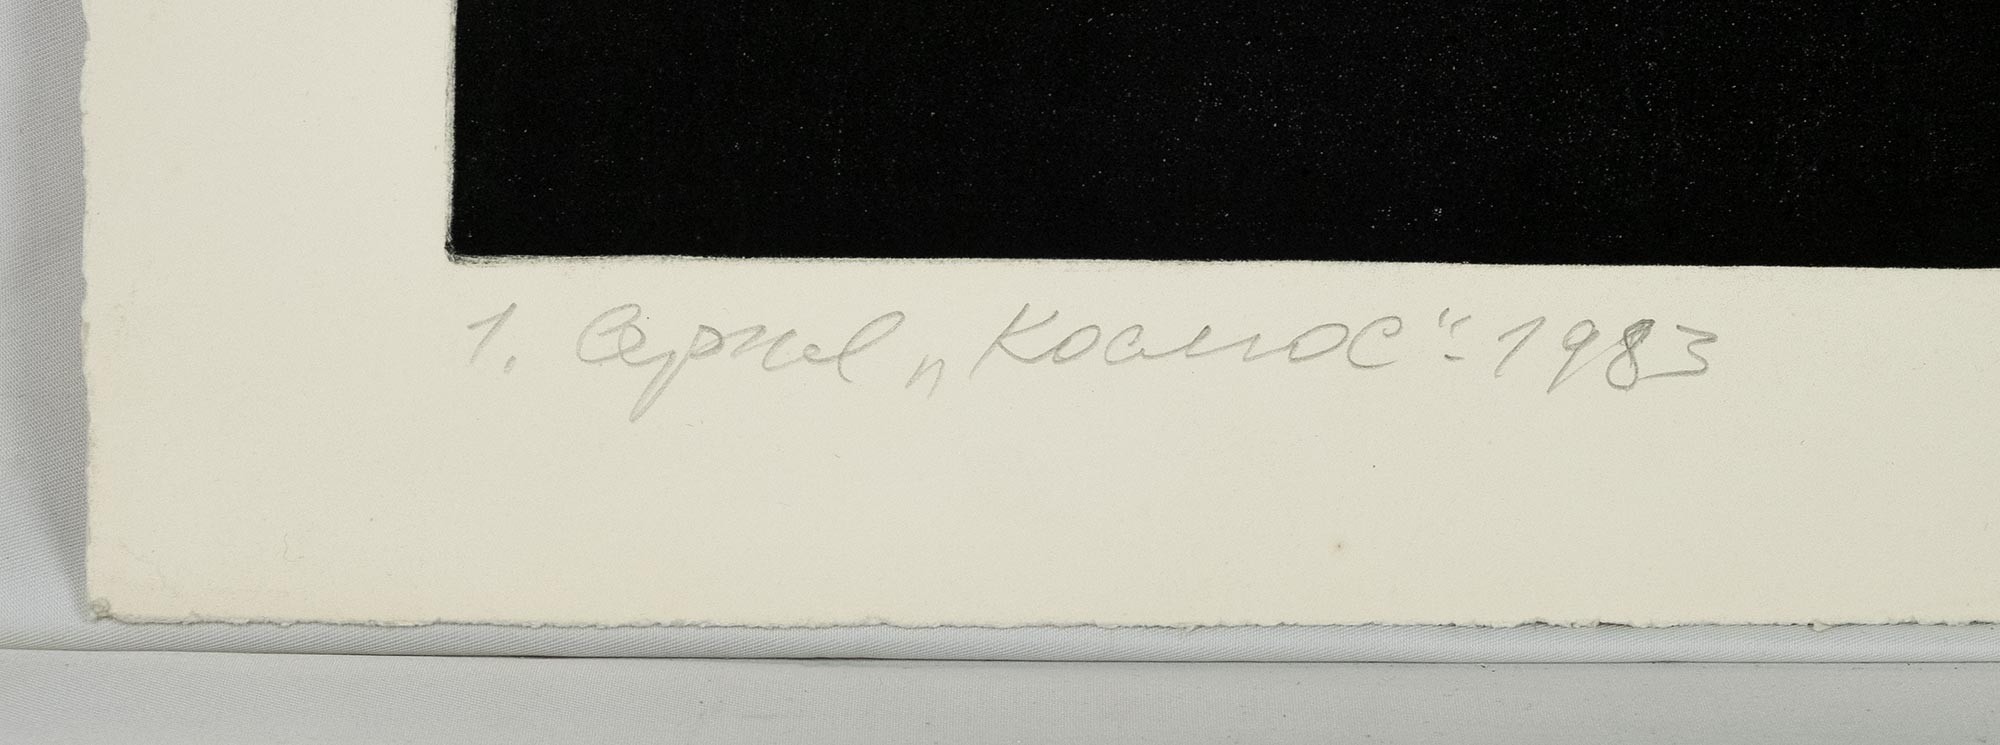 1. Серия „Космос“ - 1983